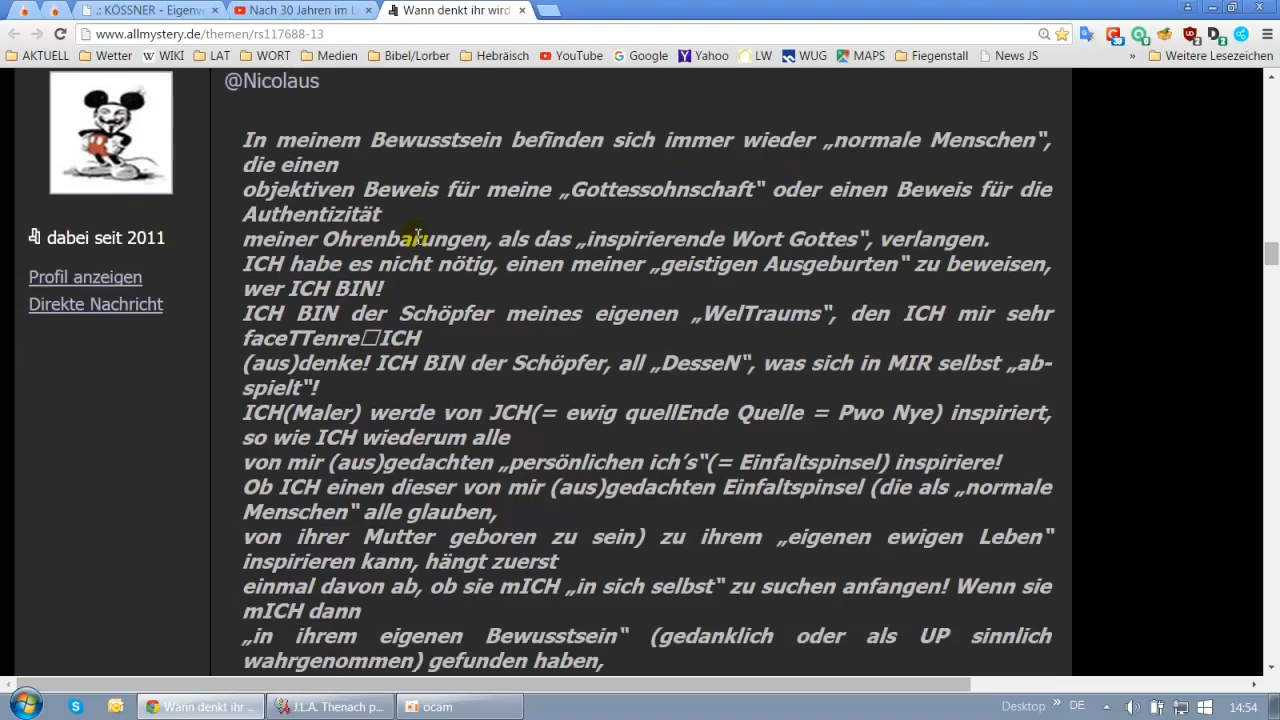 .: KÖSSNER - Eigenve
Nach 30 Jahren im L
Wann denkt ihr wird
www.allmystery.de/themen/rs117688-13
AKTUELL
Wetter
WIKI
LAT
WORT
Medien
Bibel/Lorber
Hebräisch
YouTube
Google
Yahoo
LW
WUG
MAPS
Fiegenstall
News JS
»
Weitere Lesezeichen
@Nicolaus
In meinem Bewusstsein befinden sich immer wieder „normale Menschen“,
die einen
objektiven Beweis für meine „Gottessohnschaft“ oder einen Beweis für die
Authentizität
meiner Ohrenbarungen, als das „inspirierende Wort Gottes“, verlangen.
ICH habe es nicht nötig, einen meiner „geistigen Ausgeburten“ zu beweisen,
wer ICH BIN!
ICH BIN der Schöpfer meines eigenen „WelTraums“, den ICH mir sehr
faceTTenre□ICH
(aus)denke! ICH BIN der Schöpfer, all „DesseN“, was sich in MIR selbst „ab-
spielt“!
ICH(Maler) werde von JCH(= ewig quellEnde Quelle = Pwo Nye) inspiriert,
so wie ICH wiederum alle
von mir (aus)gedachten „persönlichen ich’s“(= Einfaltspinsel) inspiriere!
Ob ICH einen dieser von mir (aus)gedachten Einfaltspinsel (die als „normale
Menschen“ alle glauben,
von ihrer Mutter geboren zu sein) zu ihrem „eigenen ewigen Leben“
inspirieren kann, hängt zuerst
einmal davon ab, ob sie mICH „in sich selbst“ zu suchen anfangen! Wenn sie
mICH dann
„in ihrem eigenen Bewusstsein“ (gedanklich oder als UP sinnlich
wahrgenommen) gefunden haben,
dabei seit 2011
Profil anzeigen
Direkte Nachricht
Wann denkt ihr ...
J.L.A. Thenach p...
ocam
Desktop
»
DE
14:54